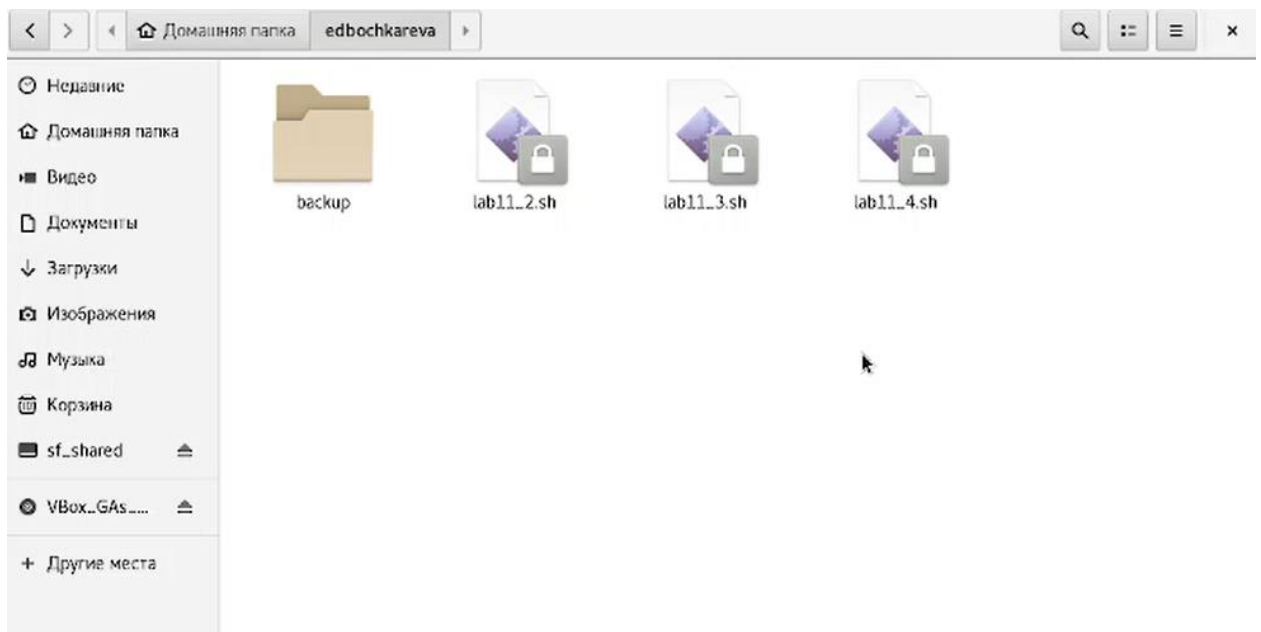 Домашняя папка edbochkareva
Недавние
Домашняя папка
Видео
Документы
Загрузки
Изображения
Музыка
Корзина
sf_shared
VBox_GAs_...
Другие места
backup
lab11_2.sh
lab11_3.sh
lab11_4.sh